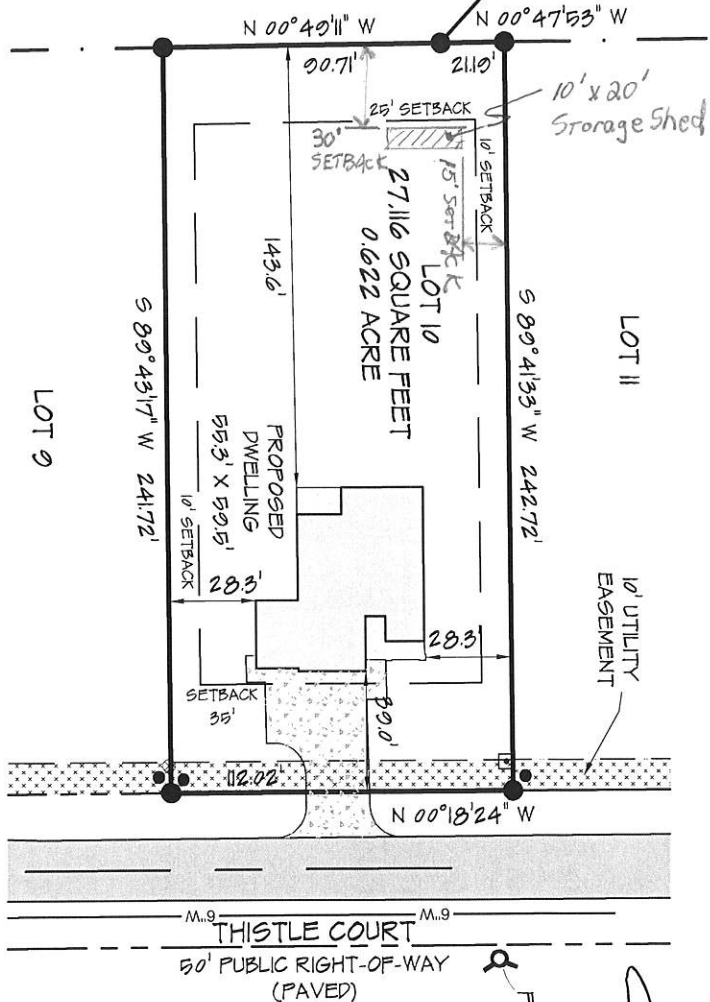 N 00°49'11" W
N 00°47'53" W
90.71'
21.19'
10' x 20'
Storage Shed
25' SETBACK
30'
SETBACK
10' SETBACK
15' SETBACK
143.6'
LOT 10
27,116 SQUARE FEET
0.622 ACRE
S 89°43'17" W 241.72'
S 89°41'33" W 242.72'
LOT 11
LOT 9
PROPOSED
DWELLING
55.3' X 59.5'
10' SETBACK
28.3'
28.3'
10' UTILITY
EASEMENT
SETBACK
35'
39.0'
112.02'
N 00°18'24" W
6"W
6"W
THISTLE COURT
50' PUBLIC RIGHT-OF-WAY
(PAVED)